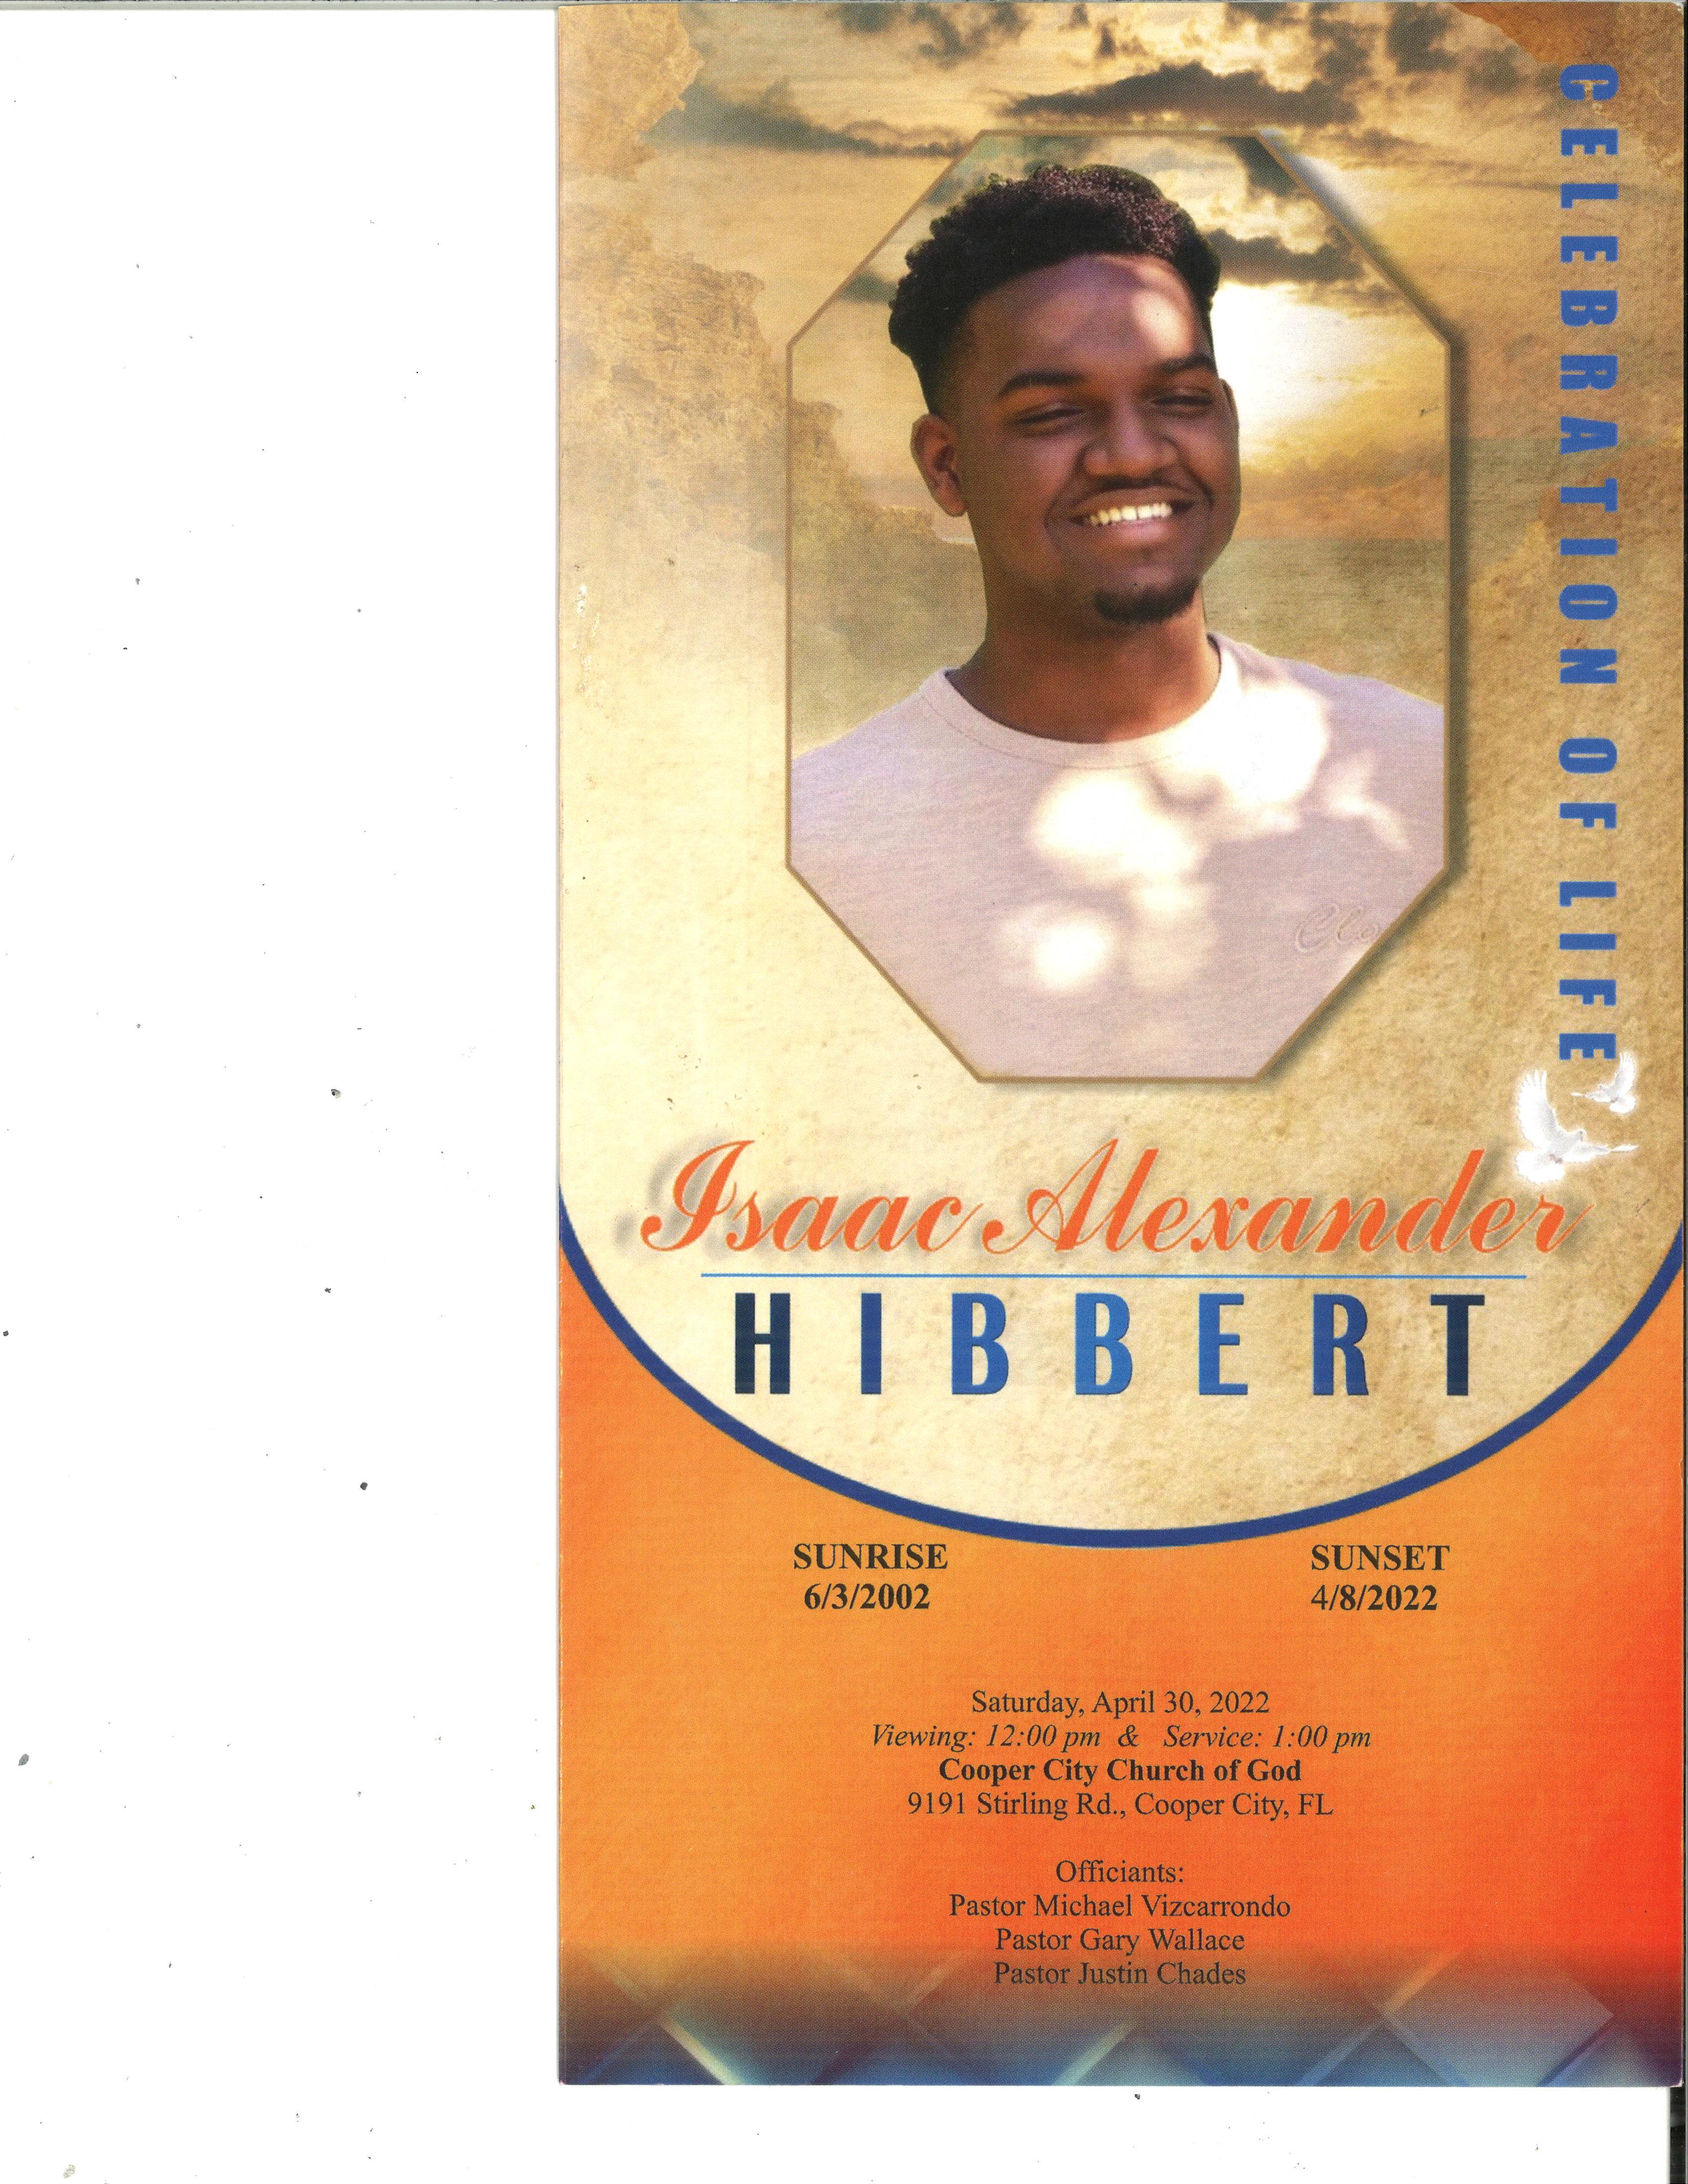 CELEBRATION OF LIFE
Clo
Isaac Alexander
HIBBERT
SUNRISE
6/3/2002
SUNSET
4/8/2022
Saturday, April 30, 2022
Viewing: 12:00 pm & Service: 1:00 pm
Cooper City Church of God
9191 Stirling Rd., Cooper City, FL
Officiants:
Pastor Michael Vizcarrondo
Pastor Gary Wallace
Pastor Justin Chades